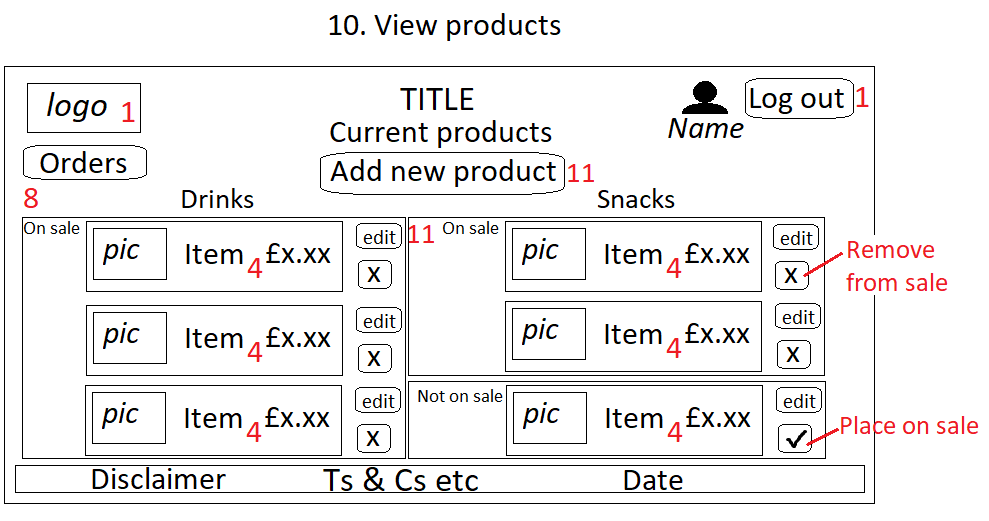 10. View products
logo 1
TITLE
Log out 1
Current products
Name
Orders
Add new product 11
8
Drinks
Snacks
On sale
pic Item 4 £x.xx
edit 11
X
pic Item 4 £x.xx
edit
X
pic Item 4 £x.xx
edit
X
On sale
pic Item 4 £x.xx
edit
X
Remove
from sale
pic Item 4 £x.xx
edit
X
Not on sale
pic Item 4 £x.xx
edit
Place on sale
Disclaimer Ts & Cs etc Date